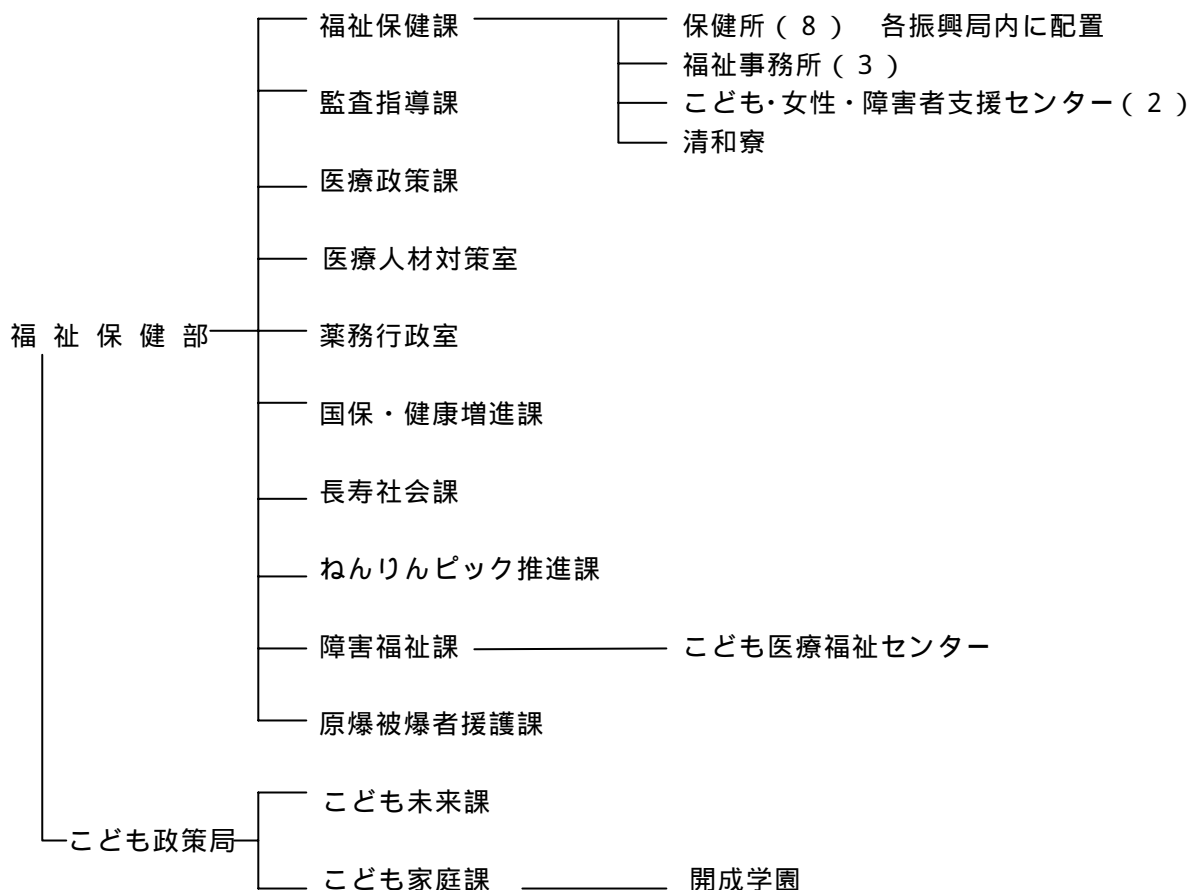 福祉保健課 保健所(8) 各振興局内に配置
福祉事務所(3)
監査指導課 こども・女性・障害者支援センター(2)
清和寮
医療政策課
医療人材対策室
福祉保健部 薬務行政室
国保・健康増進課
長寿社会課
ねんりんピック推進課
障害福祉課 こども医療福祉センター
原爆被爆者援護課
こども未来課
こども政策局
こども家庭課 開成学園